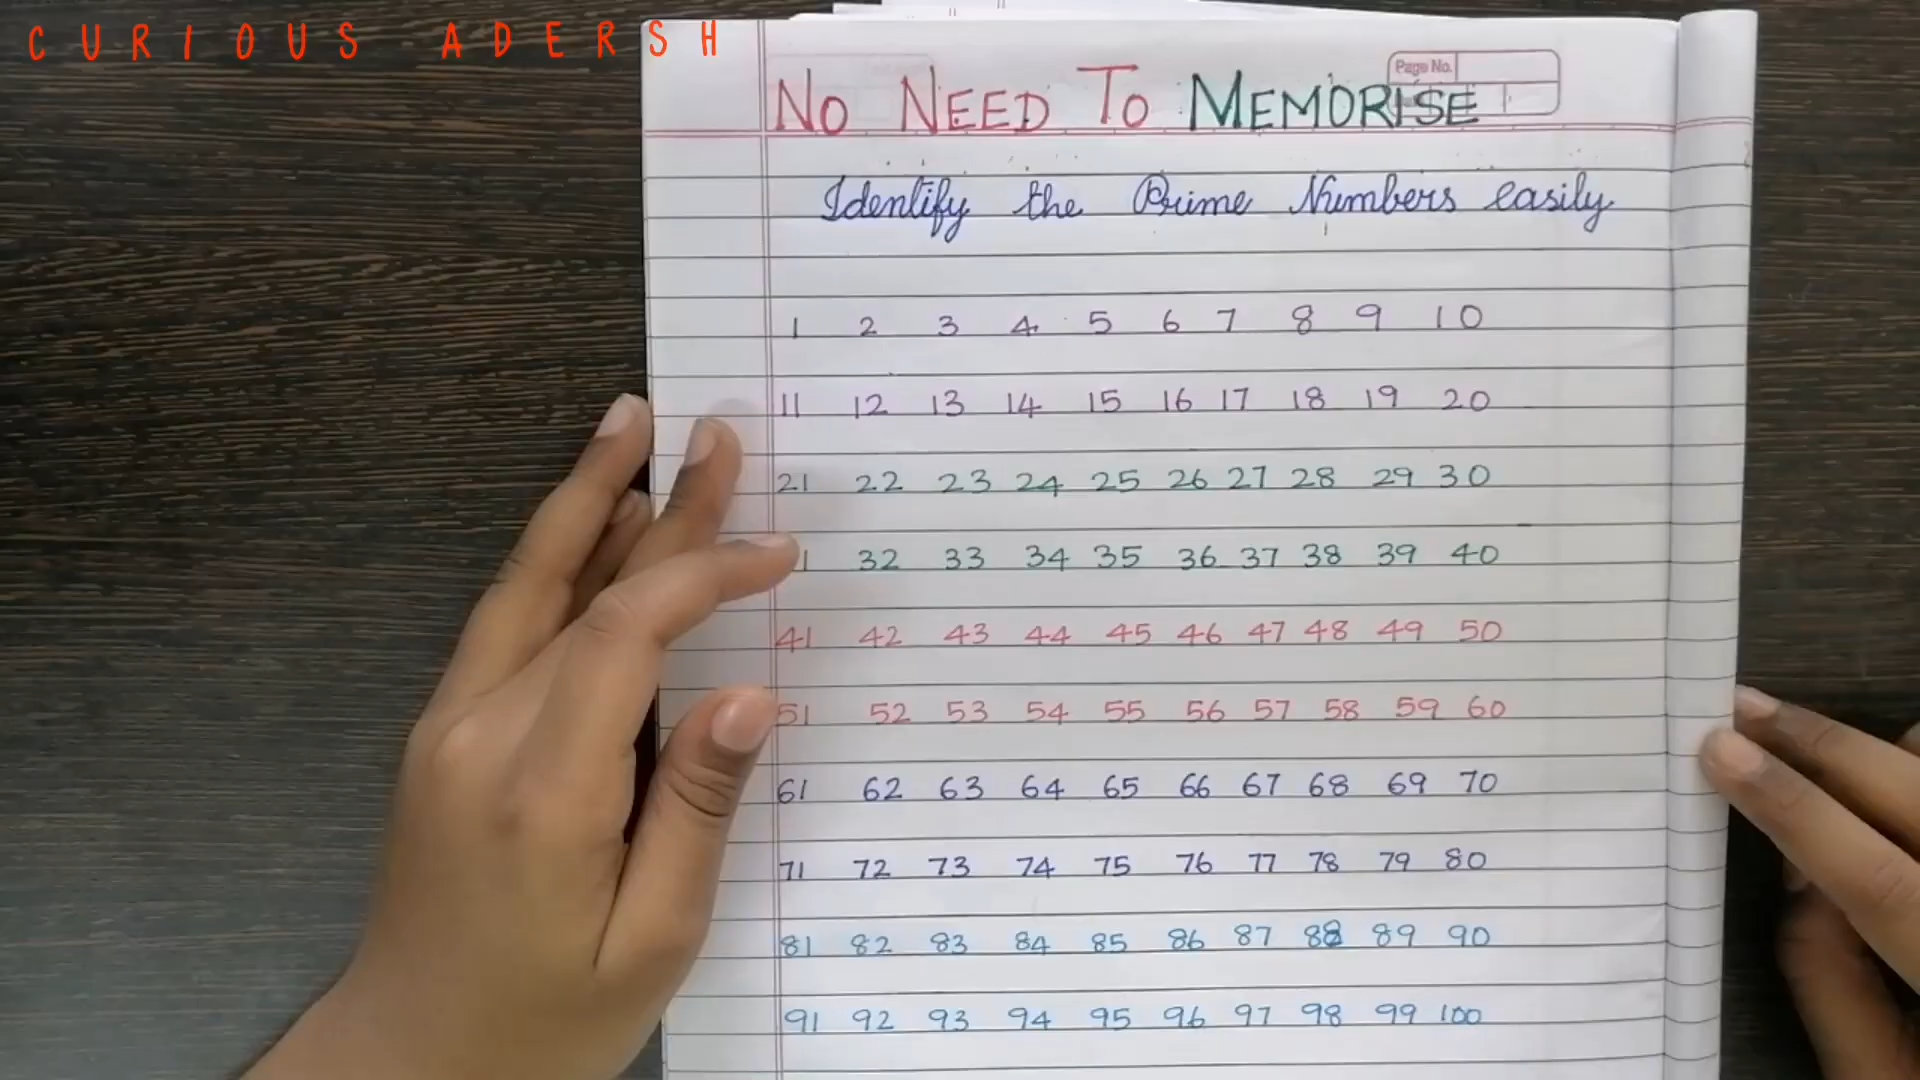 CURIOUS ADERSH
Page No.
NO NEED TO MEMORISE
Identify the Prime Numbers easily
1 2 3 4 5 6 7 8 9 10
11 12 13 14 15 16 17 18 19 20
21 22 23 24 25 26 27 28 29 30
32 33 34 35 36 37 38 39 40
41 42 43 44 45 46 47 48 49 50
51 52 53 54 55 56 57 58 59 60
61 62 63 64 65 66 67 68 69 70
71 72 73 74 75 76 77 78 79 80
81 82 83 84 85 86 87 88 89 90
91 92 93 94 95 96 97 98 99 100